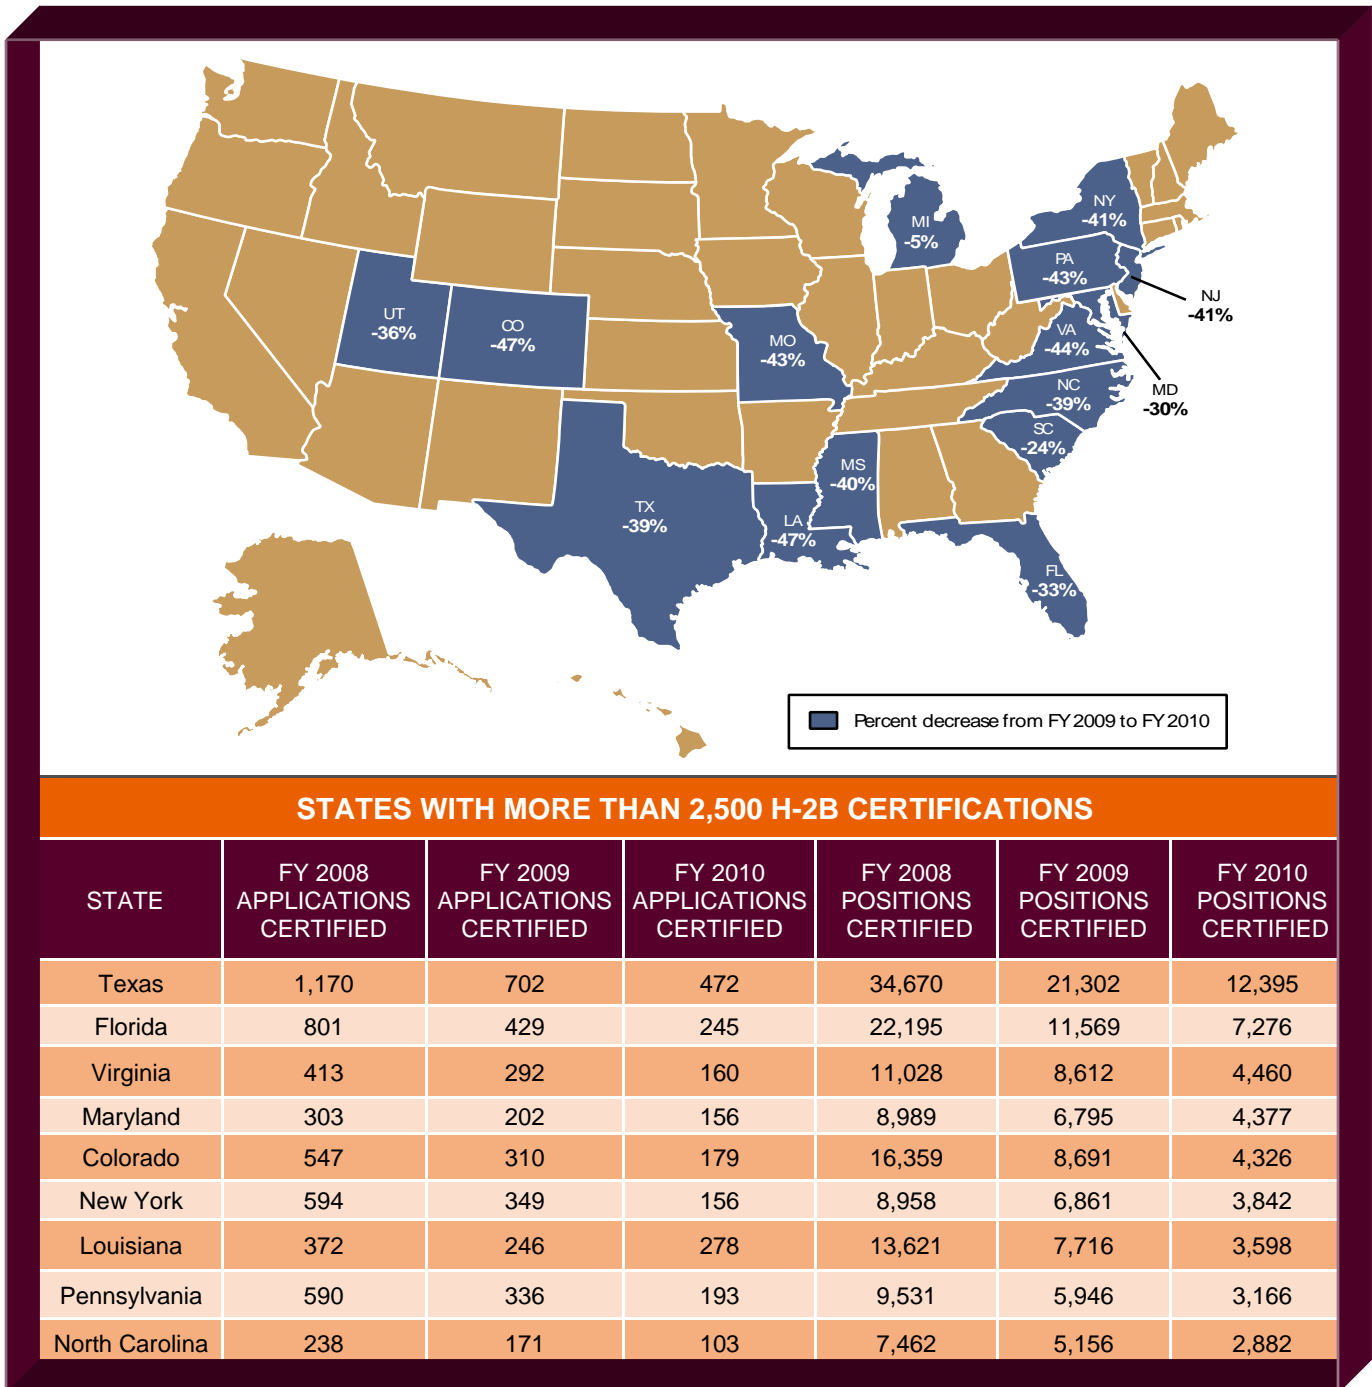 NY
-41%
MI
-5%
PA
-43%
NJ
-41%
UT
-36%
CO
-47%
MO
-43%
VA
-44%
MD
-30%
NC
-39%
SC
-24%
MS
-40%
TX
-39%
LA
-47%
FL
-33%
Percent decrease from FY 2009 to FY 2010
STATES WITH MORE THAN 2,500 H-2B CERTIFICATIONS
STATE
FY 2008
APPLICATIONS
CERTIFIED
FY 2009
APPLICATIONS
CERTIFIED
FY 2010
APPLICATIONS
CERTIFIED
FY 2008
POSITIONS
CERTIFIED
FY 2009
POSITIONS
CERTIFIED
FY 2010
POSITIONS
CERTIFIED
Texas 1,170 702 472 34,670 21,302 12,395
Florida 801 429 245 22,195 11,569 7,276
Virginia 413 292 160 11,028 8,612 4,460
Maryland 303 202 156 8,989 6,795 4,377
Colorado 547 310 179 16,359 8,691 4,326
New York 594 349 156 8,958 6,861 3,842
Louisiana 372 246 278 13,621 7,716 3,598
Pennsylvania 590 336 193 9,531 5,946 3,166
North Carolina 238 171 103 7,462 5,156 2,882